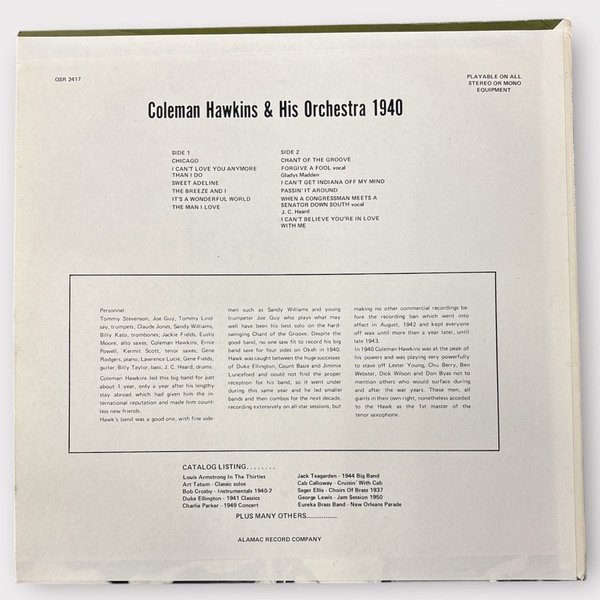 QSR 2417
PLAYABLE ON ALL
STEREO OR MONO
EQUIPMENT
Coleman Hawkins & His Orchestra 1940
SIDE 1
CHICAGO
I CAN'T LOVE YOU ANYMORE
THAN I DO
SWEET ADELINE
THE BREEZE AND I
IT'S A WONDERFUL WORLD
THE MAN I LOVE
SIDE 2
CHANT OF THE GROOVE
FORGIVE A FOOL vocal
Gladys Madden
I CAN'T GET INDIANA OFF MY MIND
PASSIN' IT AROUND
WHEN A CONGRESSMAN MEETS A
SENATOR DOWN SOUTH vocal
J. C. Heard
I CAN'T BELIEVE YOU'RE IN LOVE
WITH ME
Personnel:
Tommy Stevenson, Joe Guy, Tommy Lind-
say, trumpets; Claude Jones, Sandy Williams,
Billy Kato, trombones; Jackie Fields, Eustis
Moore, alto saxes; Coleman Hawkins, Ernie
Powell, Kermit Scott, tenor saxes; Gene
Rodgers, piano; Lawrence Lucie, Gene Fields,
guitar; Billy Taylor, bass; J. C. Heard, drums.
Coleman Hawkins led this big band for just
about 1 year, only a year after his lengthy
stay abroad which had given him the in-
ternational reputation and made him count-
less new friends.
Hawk's band was a good one, with fine side-
men such as Sandy Williams and young
trumpeter Joe Guy who plays what may
well have been his best solo on the hard-
swinging Chant of the Groove. Despite the
good band, no one saw fit to record his big
band save for four sides on Okeh in 1940.
Hawk was caught between the huge successes
of Duke Ellington, Count Basie and Jimmie
Lunceford and could not find the proper
reception for his band, so it went under
during this same year and he led smaller
bands and then combos for the next decade,
recording extensively on all-star sessions, but
making no other commercial recordings be-
fore the recording ban which went into
effect in August, 1942 and kept everyone
off wax until more than a year later, until
late 1943.
In 1940 Coleman Hawkins was at the peak of
his powers and was playing very powerfully
to stave off Lester Young, Chu Berry, Ben
Webster, Dick Wilson and Don Byas not to
mention others who would surface during
and after the war years. These men, all
giants in their own right, nonetheless acceded
to the Hawk as the 1st master of the
tenor saxophone.
CATALOG LISTING........
Louis Armstrong In The Thirties
Art Tatum - Classic solos
Bob Crosby - Instrumentals 1940-2
Duke Ellington - 1941 Classics
Charlie Parker - 1949 Concert
Jack Teagarden - 1944 Big Band
Cab Calloway - Cruisin' With Cab
Seger Ellis - Choirs Of Brass 1937
George Lewis - Jam Session 1950
Eureka Brass Band - New Orleans Parade
PLUS MANY OTHERS...............
ALAMAC RECORD COMPANY